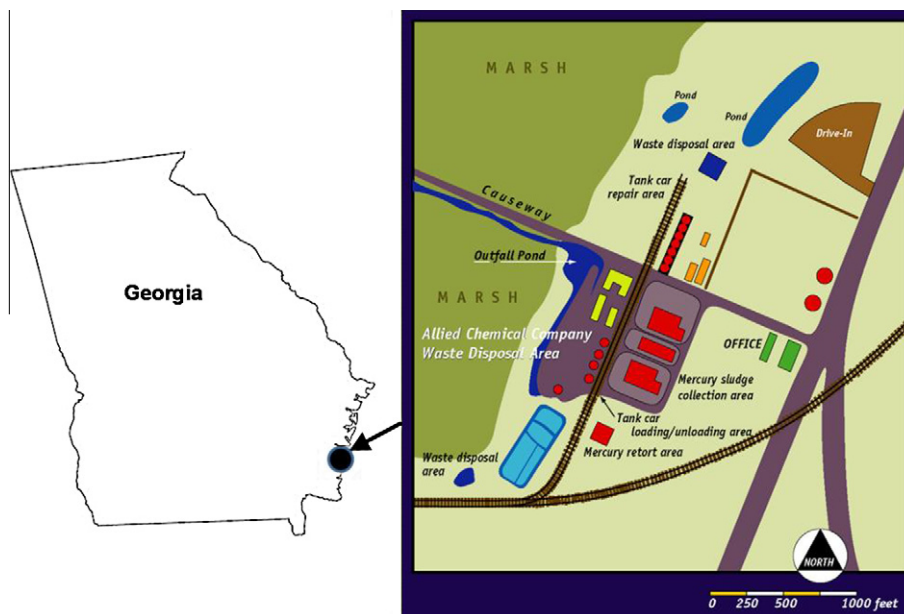 Georgia
MARSH
Pond
Pond
Drive-In
Waste disposal area
Tank car
repair area
Causeway
Outfall Pond
MARSH
Allied Chemical Company
Waste Disposal Area
OFFICE
Mercury sludge
collection area
Tank car
loading/unloading area
Mercury retort area
Waste disposal
area
NORTH
0 250 500 1000 feet